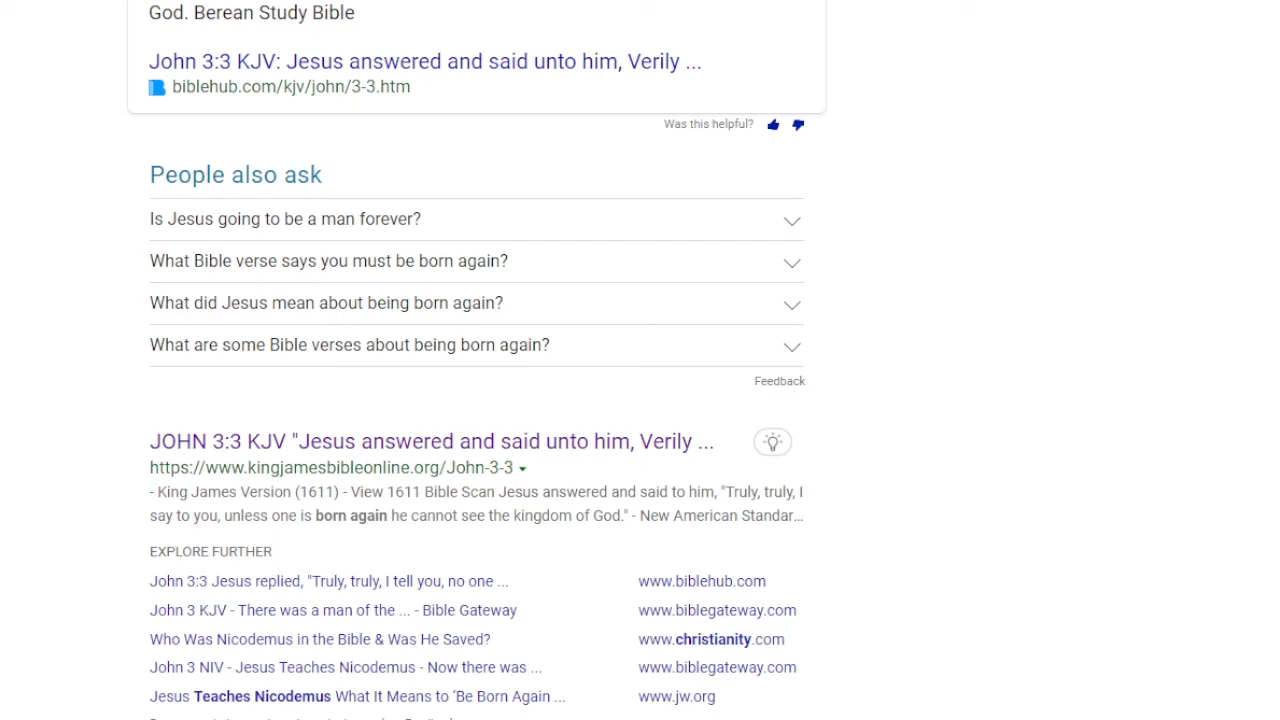 God. Berean Study Bible
John 3:3 KJV: Jesus answered and said unto him, Verily ...
biblehub.com/kjv/john/3-3.htm
Was this helpful?
People also ask
Is Jesus going to be a man forever?
What Bible verse says you must be born again?
What did Jesus mean about being born again?
What are some Bible verses about being born again?
Feedback
JOHN 3:3 KJV "Jesus answered and said unto him, Verily ...
https://www.kingjamesbibleonline.org/John-3-3
- King James Version (1611) - View 1611 Bible Scan Jesus answered and said to him, "Truly, truly, I
say to you, unless one is born again he cannot see the kingdom of God." - New American Standar...
EXPLORE FURTHER
John 3:3 Jesus replied, "Truly, truly, I tell you, no one ... www.biblehub.com
John 3 KJV - There was a man of the ... - Bible Gateway www.biblegateway.com
Who Was Nicodemus in the Bible & Was He Saved? www.christianity.com
John 3 NIV - Jesus Teaches Nicodemus - Now there was ... www.biblegateway.com
Jesus Teaches Nicodemus What It Means to ‘Be Born Again ... www.jw.org